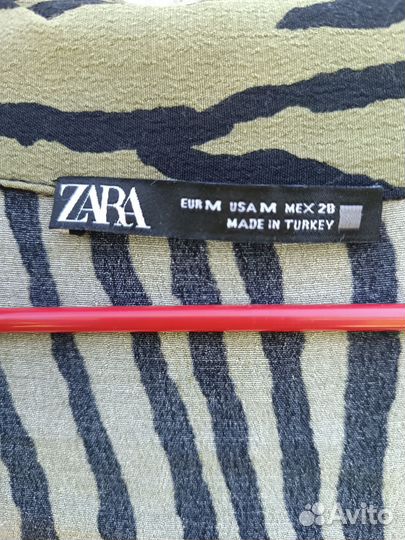 ZARA
EUR M USA M MEX 28
MADE IN TURKEY
Avito